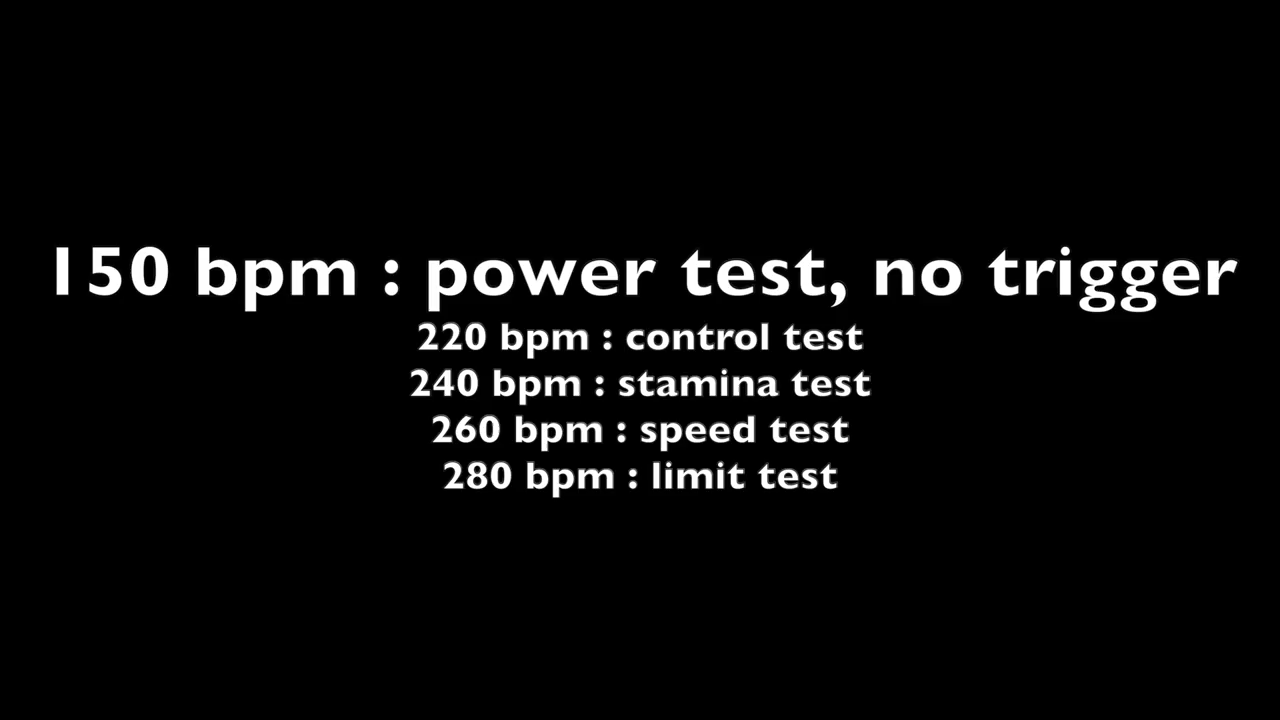 150 bpm : power test, no trigger
220 bpm : control test
240 bpm : stamina test
260 bpm : speed test
280 bpm : limit test